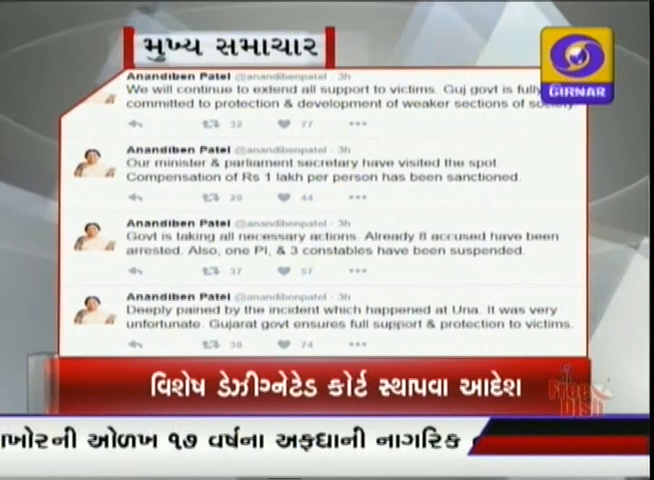 મુખ્ય સમાચાર
GIRNAR
Anandiben Patel @anandibenpatel · 3h
We will continue to extend all support to victims. Guj govt is fully
committed to protection & development of weaker sections of society.
32 77
Anandiben Patel @anandibenpatel · 3h
Our minister & parliament secretary have visited the spot.
Compensation of Rs 1 lakh per person has been sanctioned.
29 44
Anandiben Patel @anandibenpatel · 3h
Govt is taking all necessary actions. Already 8 accused have been
arrested. Also, one PI, & 3 constables have been suspended.
37 57
Anandiben Patel @anandibenpatel · 3h
Deeply pained by the incident which happened at Una. It was very
unfortunate. Gujarat govt ensures full support & protection to victims.
38 74
વિશેષ ડેઝીગ્નેટેડ કોર્ટ સ્થાપવા આદેશ
Free Dish
ાખોરની ઓળખ ૧૭ વર્ષના અફઘાની નાગરિક